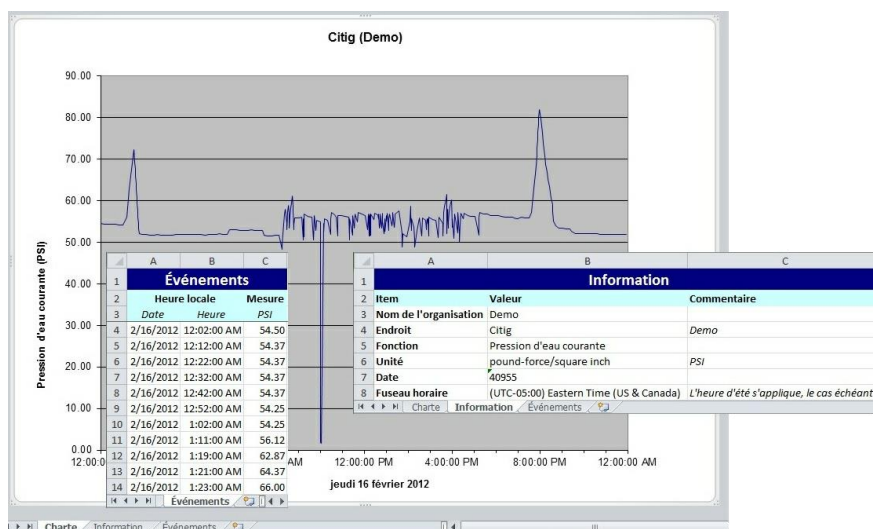 Citig (Demo)
90.00
80.00
70.00
60.00
50.00
40.00
30.00
20.00
10.00
0.00
Pression d'eau courante (PSI)
12:00:0
AM
12:00:00 PM
4:00:00 PM
8:00:00 PM
12:00:00 AM
jeudi 16 février 2012
A B C
1 Événements
2 Heure locale Mesure
3 Date Heure PSI
4 2/16/2012 12:02:00 AM 54.50
5 2/16/2012 12:12:00 AM 54.37
6 2/16/2012 12:22:00 AM 54.37
7 2/16/2012 12:32:00 AM 54.37
8 2/16/2012 12:42:00 AM 54.37
9 2/16/2012 12:52:00 AM 54.25
10 2/16/2012 1:02:00 AM 54.25
11 2/16/2012 1:11:00 AM 56.12
12 2/16/2012 1:19:00 AM 62.87
13 2/16/2012 1:21:00 AM 64.37
14 2/16/2012 1:23:00 AM 66.00
Événements
A B C
1 Information
2 Item Valeur Commentaire
3 Nom de l'organisation Demo
4 Endroit Citig Demo
5 Fonction Pression d'eau courante
6 Unité pound-force/square inch PSI
7 Date 40955
8 Fuseau horaire (UTC-05:00) Eastern Time (US & Canada) L'heure d'été s'applique, le cas échéant
Charte Information Événements
Charte Information Événements